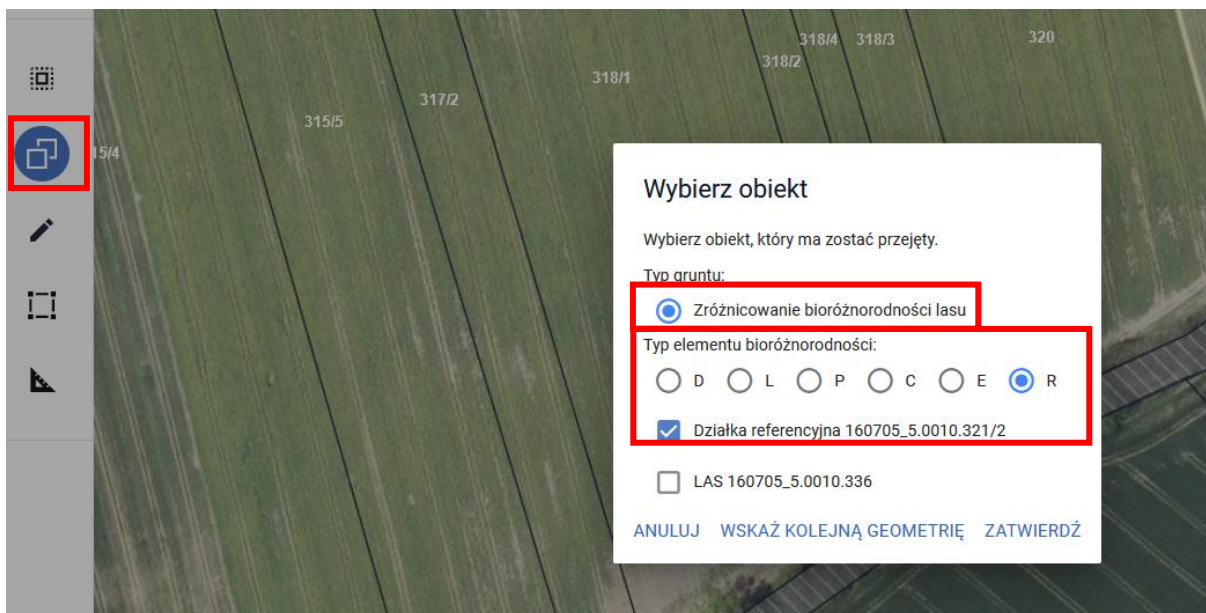 318/4 318/3 320
318/2
318/1
317/2
315/5
15/4
Wybierz obiekt
Wybierz obiekt, który ma zostać przejęty.
Typ gruntu:
Zróżnicowanie bioróżnorodności lasu
Typ elementu bioróżnorodności:
D L P C E R
Działka referencyjna 160705_5.0010.321/2
LAS 160705_5.0010.336
ANULUJ WSKAŻ KOLEJNĄ GEOMETRIĘ ZATWIERDŹ